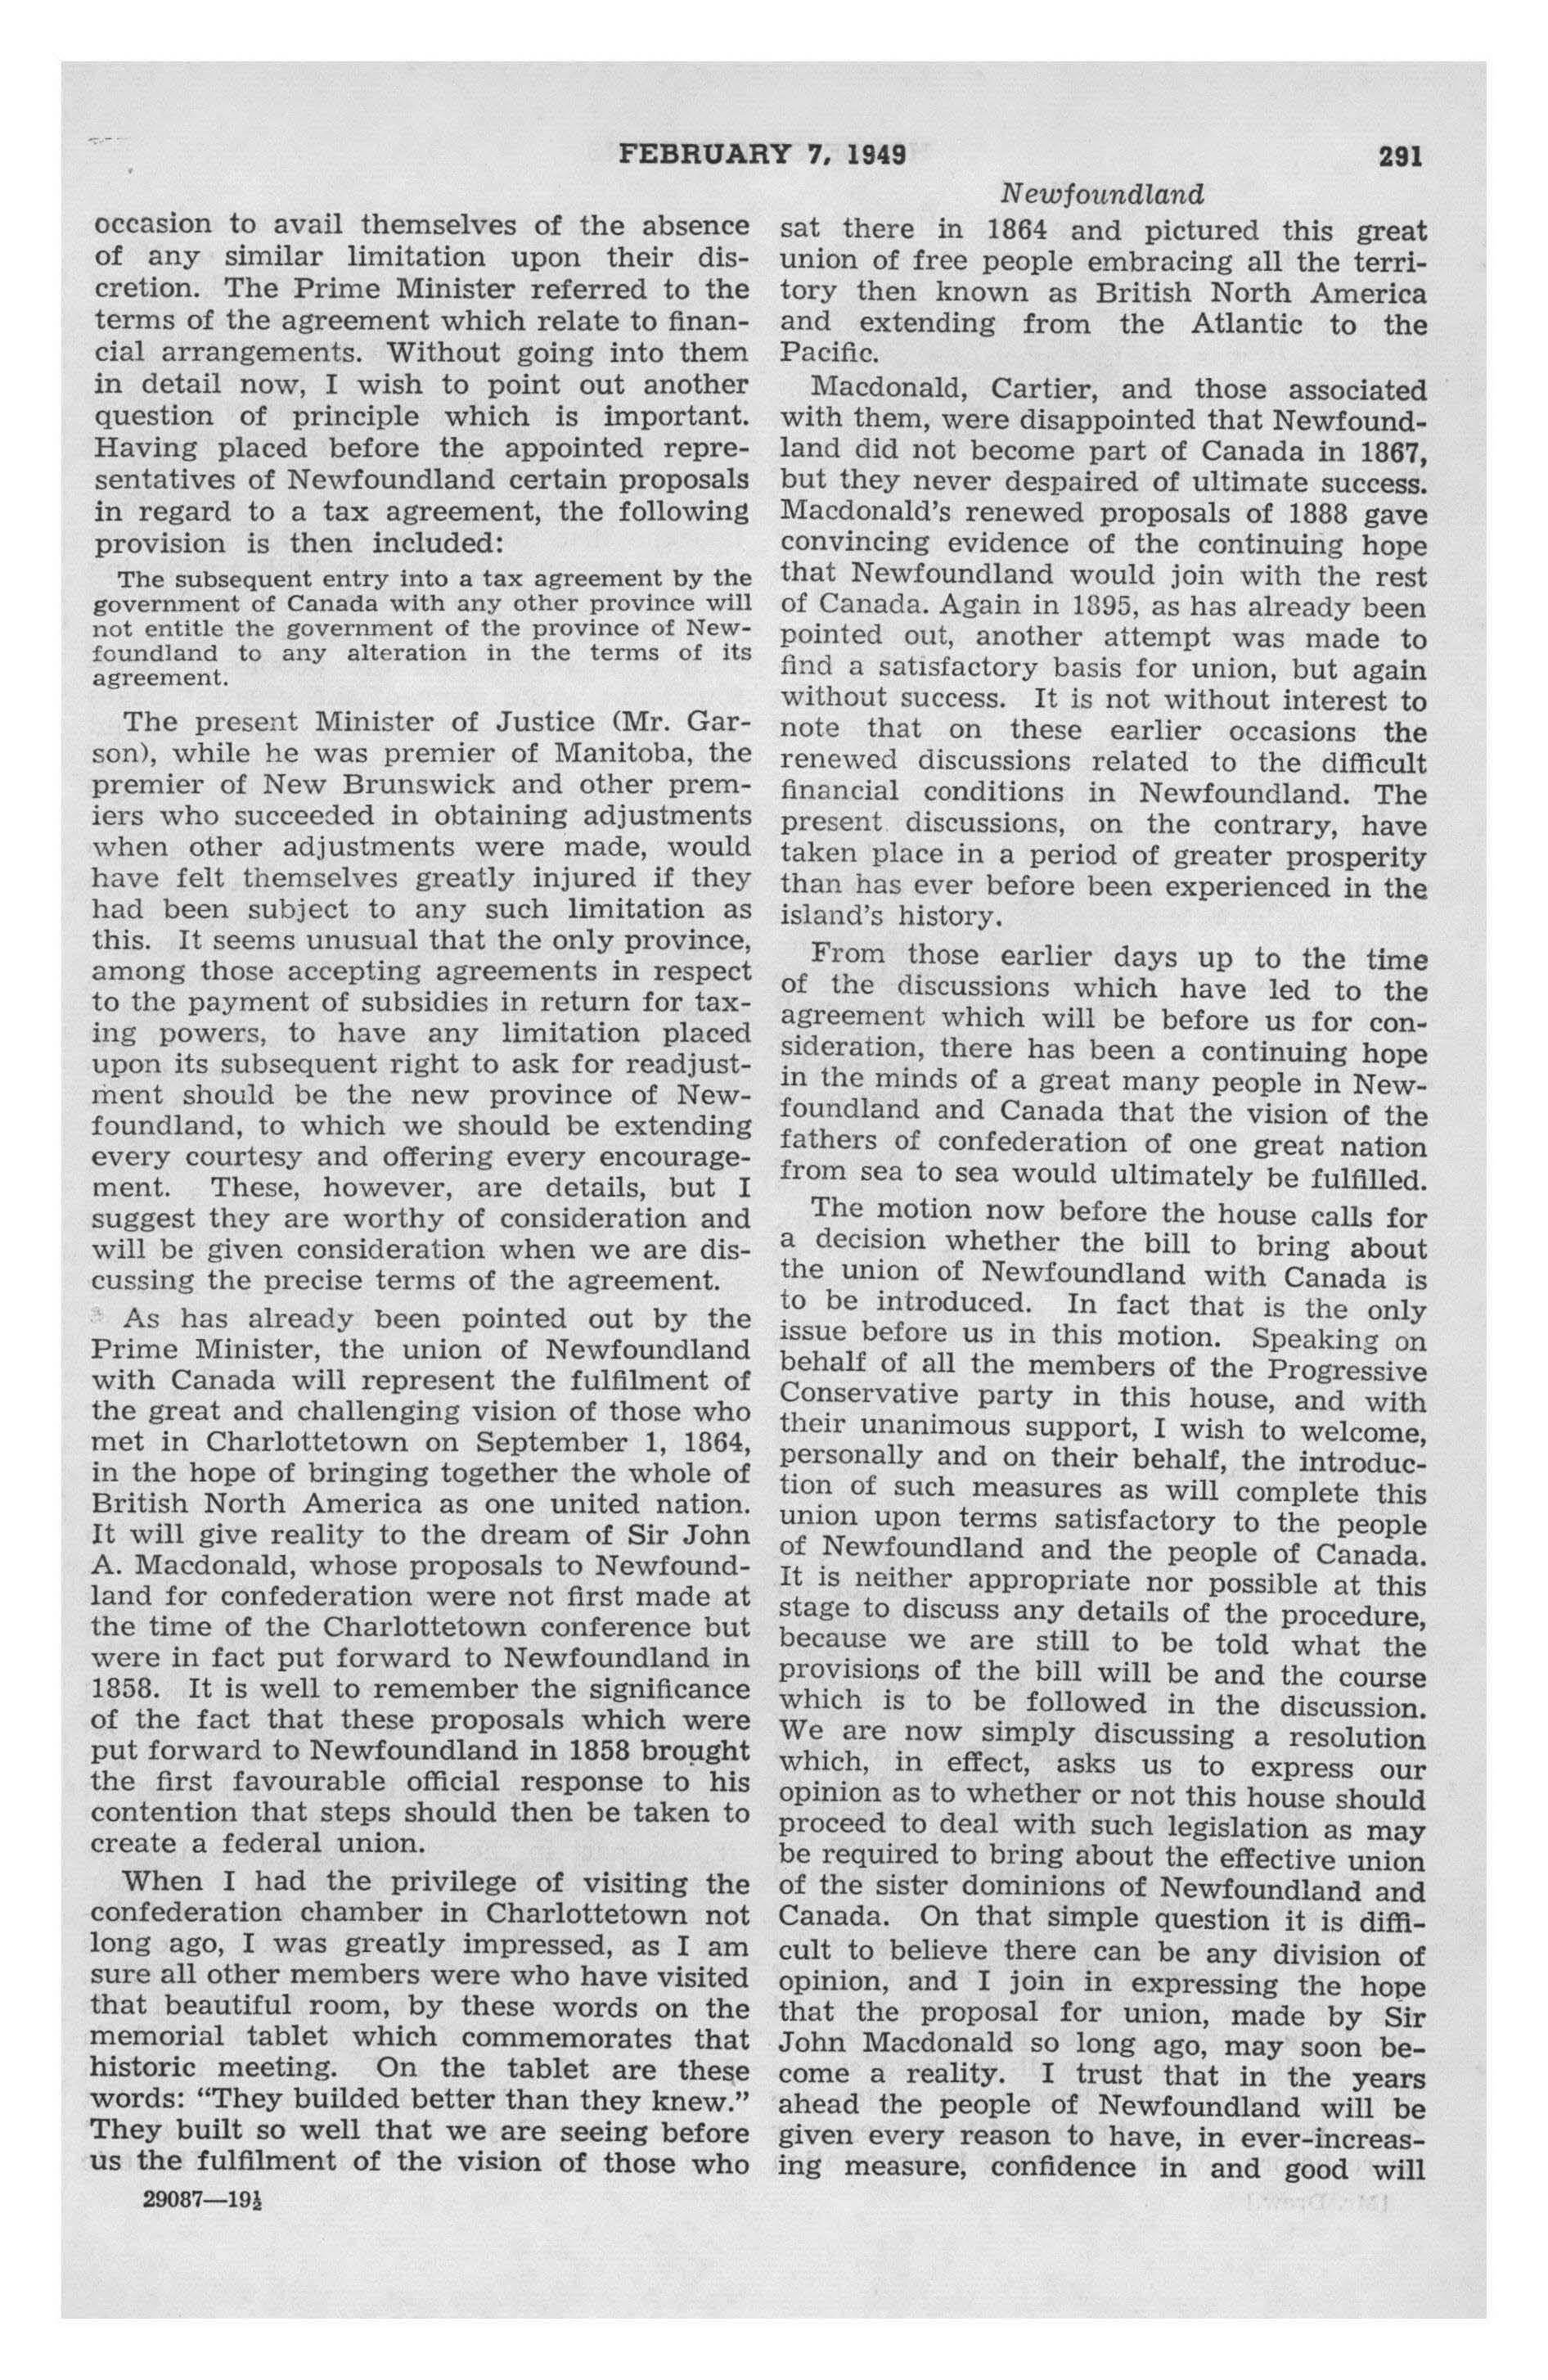 FEBRUARY 7, 1949
291
Newfoundland
occasion to avail themselves of the absence
of any similar limitation upon their dis-
cretion. The Prime Minister referred to the
terms of the agreement which relate to finan-
cial arrangements. Without going into them
in detail now, I wish to point out another
question of principle which is important.
Having placed before the appointed repre-
sentatives of Newfoundland certain proposals
in regard to a tax agreement, the following
provision is then included:
The subsequent entry into a tax agreement by the
government of Canada with any other province will
not entitle the government of the province of New-
foundland to any alteration in the terms of its
agreement.
The present Minister of Justice (Mr. Gar-
son), while he was premier of Manitoba, the
premier of New Brunswick and other prem-
iers who succeeded in obtaining adjustments
when other adjustments were made, would
have felt themselves greatly injured if they
had been subject to any such limitation as
this. It seems unusual that the only province,
among those accepting agreements in respect
to the payment of subsidies in return for tax-
ing powers, to have any limitation placed
upon its subsequent right to ask for readjust-
ment should be the new province of New-
foundland, to which we should be extending
every courtesy and offering every encourage-
ment. These, however, are details, but I
suggest they are worthy of consideration and
will be given consideration when we are dis-
cussing the precise terms of the agreement.
As has already been pointed out by the
Prime Minister, the union of Newfoundland
with Canada will represent the fulfilment of
the great and challenging vision of those who
met in Charlottetown on September 1, 1864,
in the hope of bringing together the whole of
British North America as one united nation.
It will give reality to the dream of Sir John
A. Macdonald, whose proposals to Newfound-
land for confederation were not first made at
the time of the Charlottetown conference but
were in fact put forward to Newfoundland in
1858. It is well to remember the significance
of the fact that these proposals which were
put forward to Newfoundland in 1858 brought
the first favourable official response to his
contention that steps should then be taken to
create a federal union.
When I had the privilege of visiting the
confederation chamber in Charlottetown not
long ago, I was greatly impressed, as I am
sure all other members were who have visited
that beautiful room, by these words on the
memorial tablet which commemorates that
historic meeting. On the tablet are these
words: “They builded better than they knew.”
They built so well that we are seeing before
us the fulfilment of the vision of those who
29087—19½
sat there in 1864 and pictured this great
union of free people embracing all the terri-
tory then known as British North America
and extending from the Atlantic to the
Pacific.
Macdonald, Cartier, and those associated
with them, were disappointed that Newfound-
land did not become part of Canada in 1867,
but they never despaired of ultimate success.
Macdonald's renewed proposals of 1888 gave
convincing evidence of the continuing hope
that Newfoundland would join with the rest
of Canada. Again in 1895, as has already been
pointed out, another attempt was made to
find a satisfactory basis for union, but again
without success. It is not without interest to
note that on these earlier occasions the
renewed discussions related to the difficult
financial conditions in Newfoundland. The
present discussions, on the contrary, have
taken place in a period of greater prosperity
than has ever before been experienced in the
island's history.
From those earlier days up to the time
of the discussions which have led to the
agreement which will be before us for con-
sideration, there has been a continuing hope
in the minds of a great many people in New-
foundland and Canada that the vision of the
fathers of confederation of one great nation
from sea to sea would ultimately be fulfilled.
The motion now before the house calls for
a decision whether the bill to bring about
the union of Newfoundland with Canada is
to be introduced. In fact that is the only
issue before us in this motion. Speaking on
behalf of all the members of the Progressive
Conservative party in this house, and with
their unanimous support, I wish to welcome,
personally and on their behalf, the introduc-
tion of such measures as will complete this
union upon terms satisfactory to the people
of Newfoundland and the people of Canada.
It is neither appropriate nor possible at this
stage to discuss any details of the procedure,
because we are still to be told what the
provisions of the bill will be and the course
which is to be followed in the discussion.
We are now simply discussing a resolution
which, in effect, asks us to express our
opinion as to whether or not this house should
proceed to deal with such legislation as may
be required to bring about the effective union
of the sister dominions of Newfoundland and
Canada. On that simple question it is diffi-
cult to believe there can be any division of
opinion, and I join in expressing the hope
that the proposal for union, made by Sir
John Macdonald so long ago, may soon be-
come a reality. I trust that in the years
ahead the people of Newfoundland will be
given every reason to have, in ever-increas-
ing measure, confidence in and good will